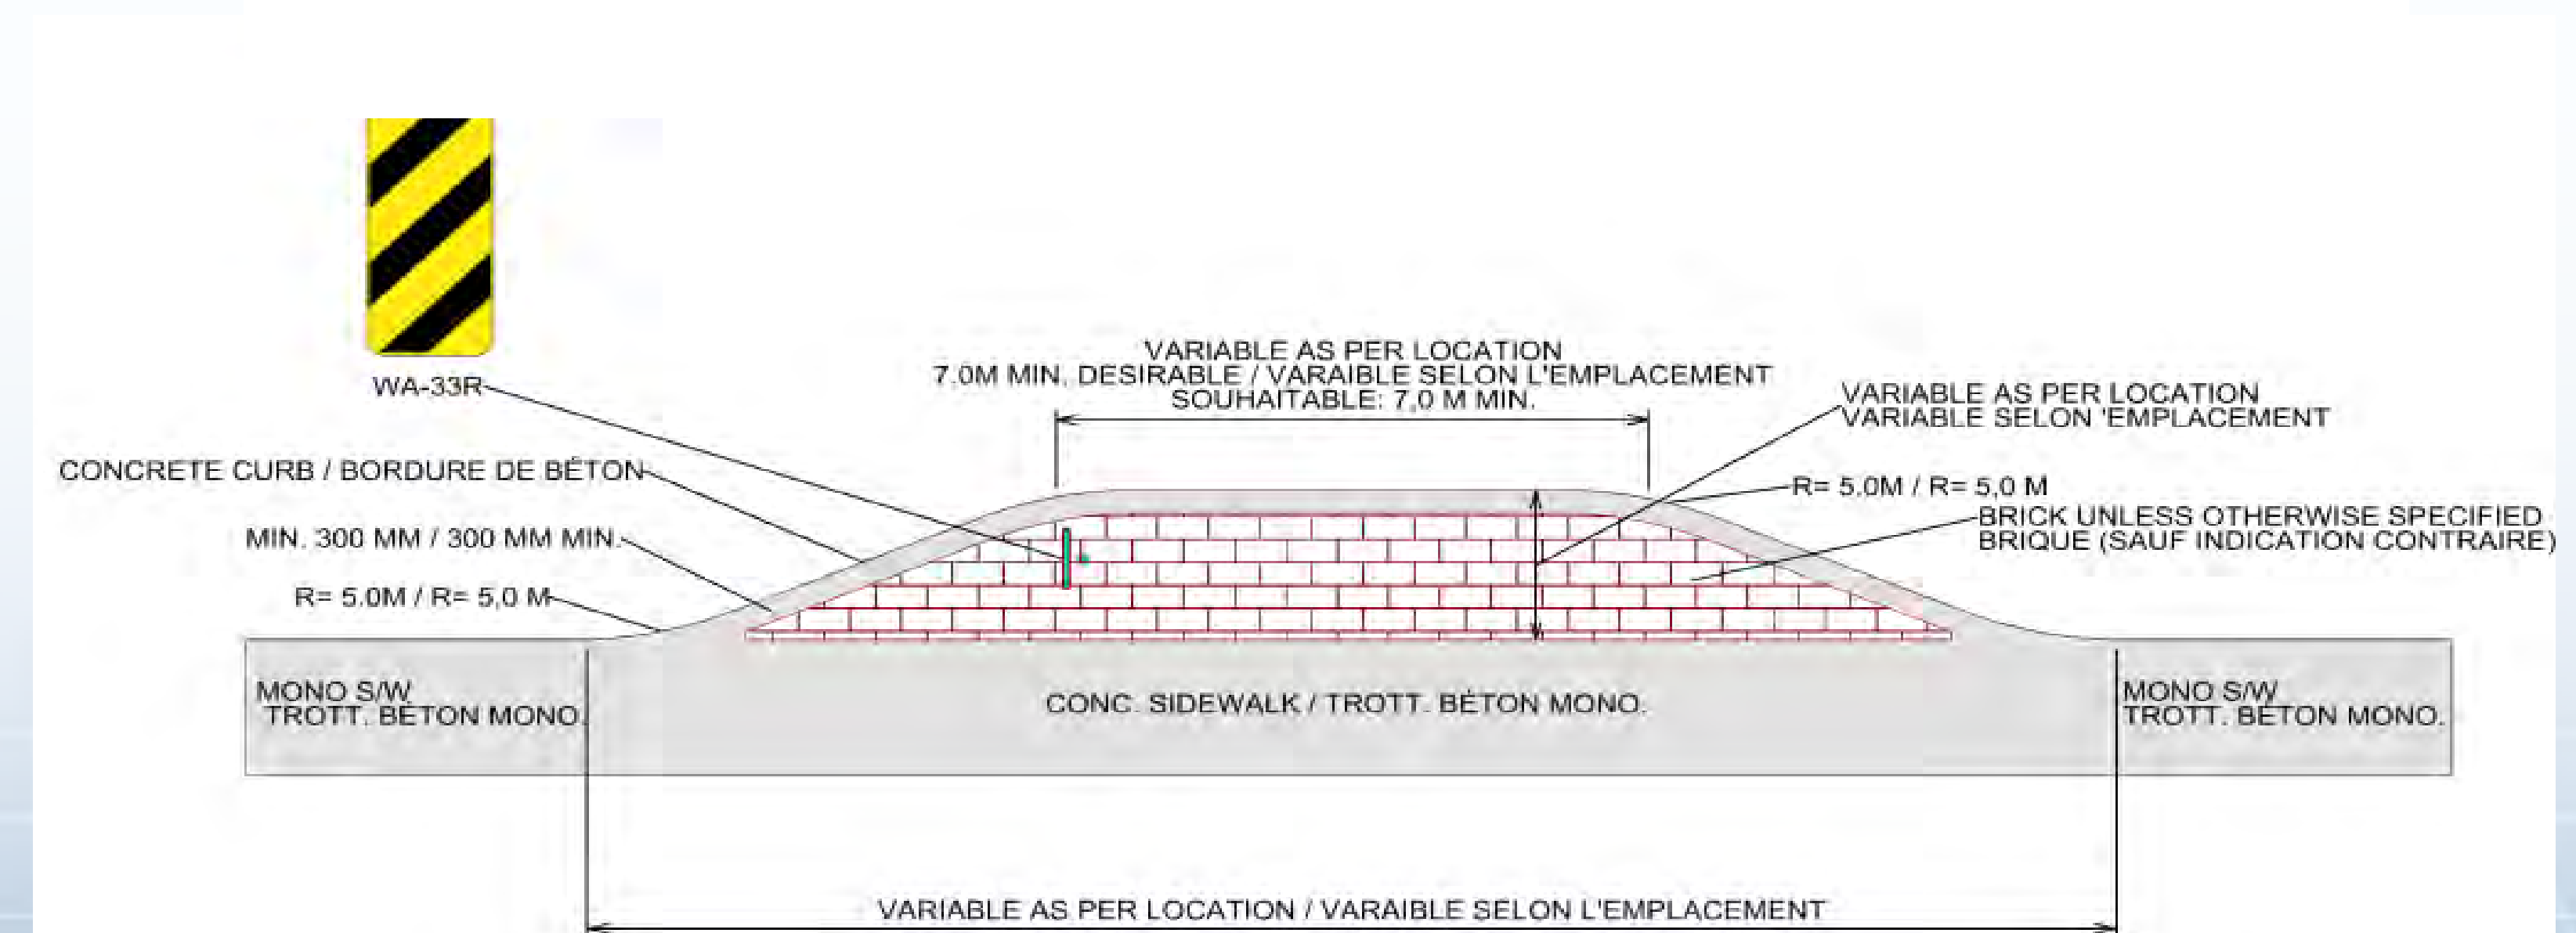 VARIABLE AS PER LOCATION
7.0M MIN. DESIRABLE / VARAIBLE SELON L'EMPLACEMENT
SOUHAITABLE: 7,0 M MIN.
WA-33R
VARIABLE AS PER LOCATION
VARIABLE SELON 'EMPLACEMENT
CONCRETE CURB / BORDURE DE BÉTON
R= 5.0M / R= 5,0 M
BRICK UNLESS OTHERWISE SPECIFIED
BRIQUE (SAUF INDICATION CONTRAIRE)
MIN. 300 MM / 300 MM MIN.
R= 5.0M / R= 5,0 M
MONO S/W
TROTT. BÉTON MONO.
CONC. SIDEWALK / TROTT. BÉTON MONO.
MONO S/W
TROTT. BÉTON MONO.
VARIABLE AS PER LOCATION / VARAIBLE SELON L'EMPLACEMENT